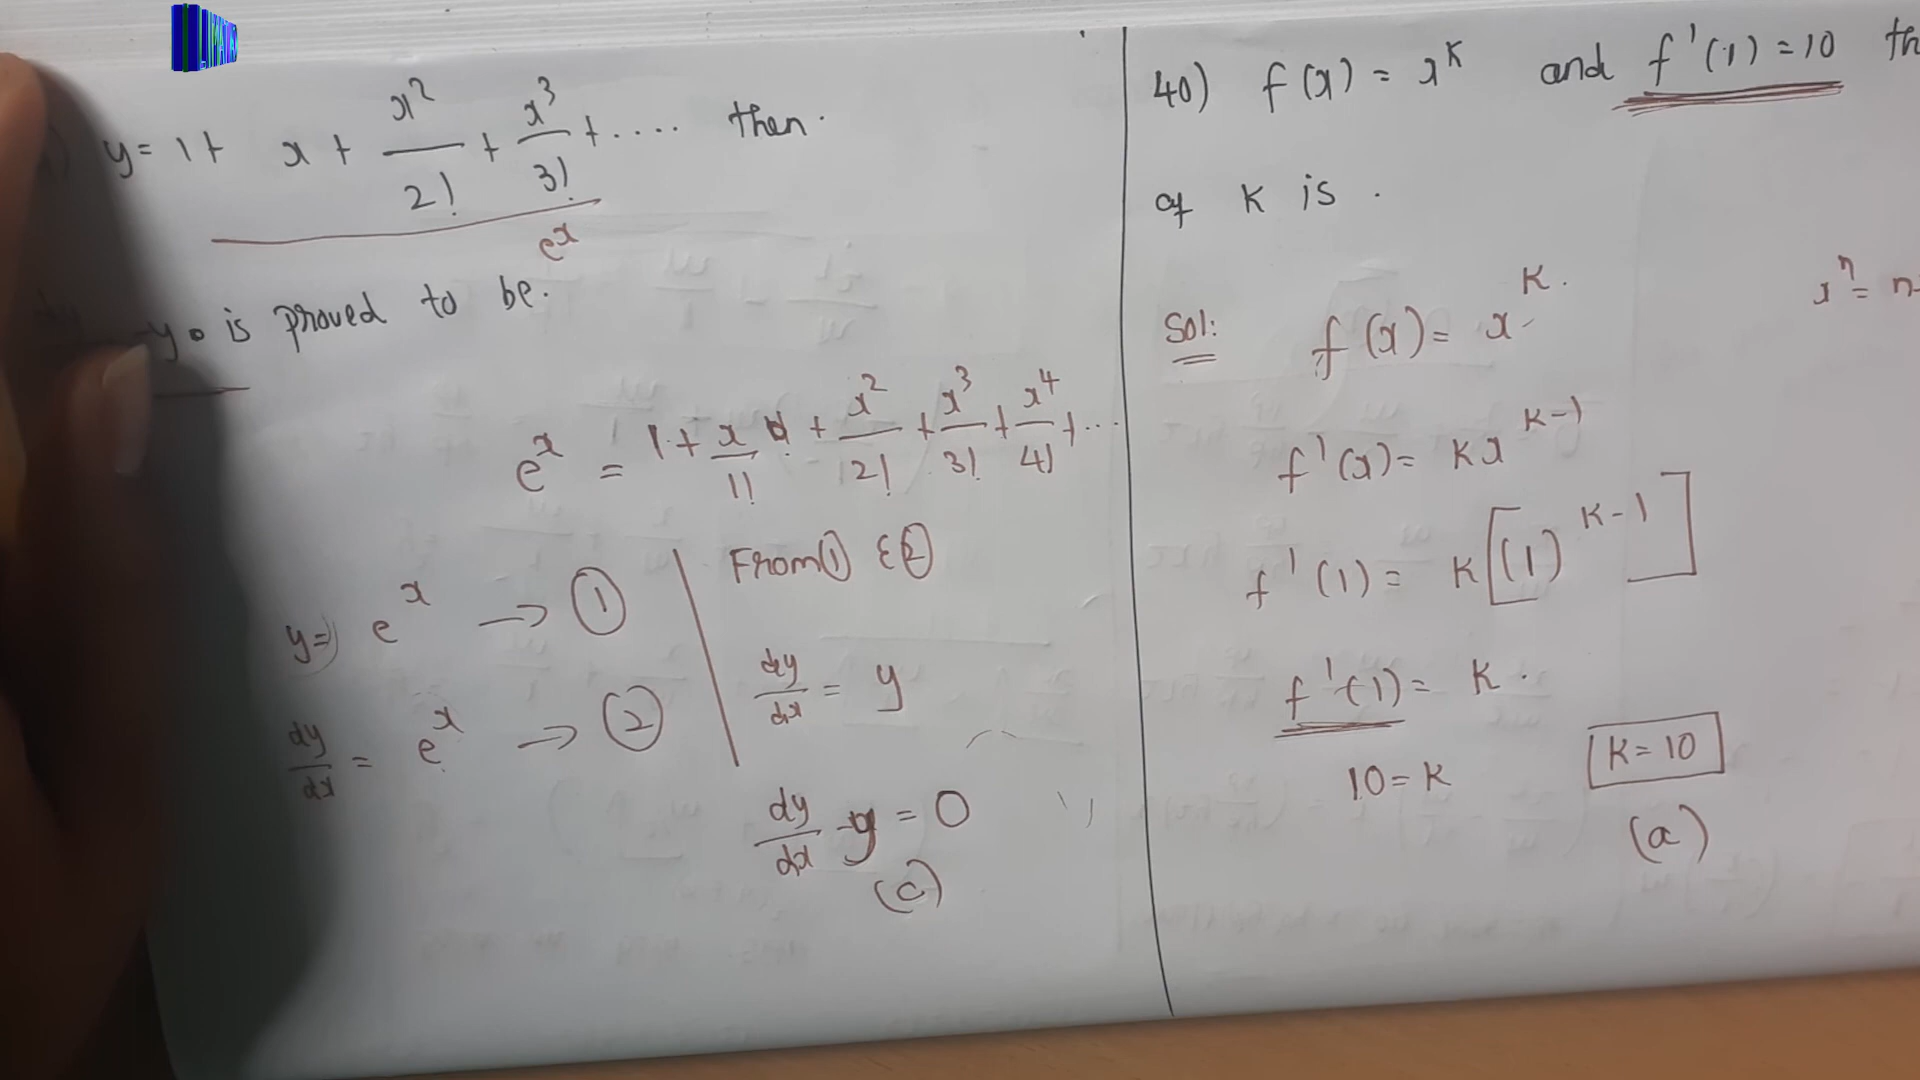 y = 1 + x + x²/2! + x³/3! + .... then.
eˣ
- y is proved to be.
eˣ = 1 + x/1! + x²/2! + x³/3! + x⁴/4! + ...
y = eˣ → ①
dy/dx = eˣ → ②
From ① & ②
dy/dx = y
dy/dx - y = 0
(c)
40) f(x) = xᴷ and f'(1) = 10
of K is .
Sol: f(x) = xᴷ.
xⁿ = n
f'(x) = Kxᴷ⁻¹
f'(1) = K[(1)ᴷ⁻¹]
f'(1) = K.
10 = K
K = 10
(a)